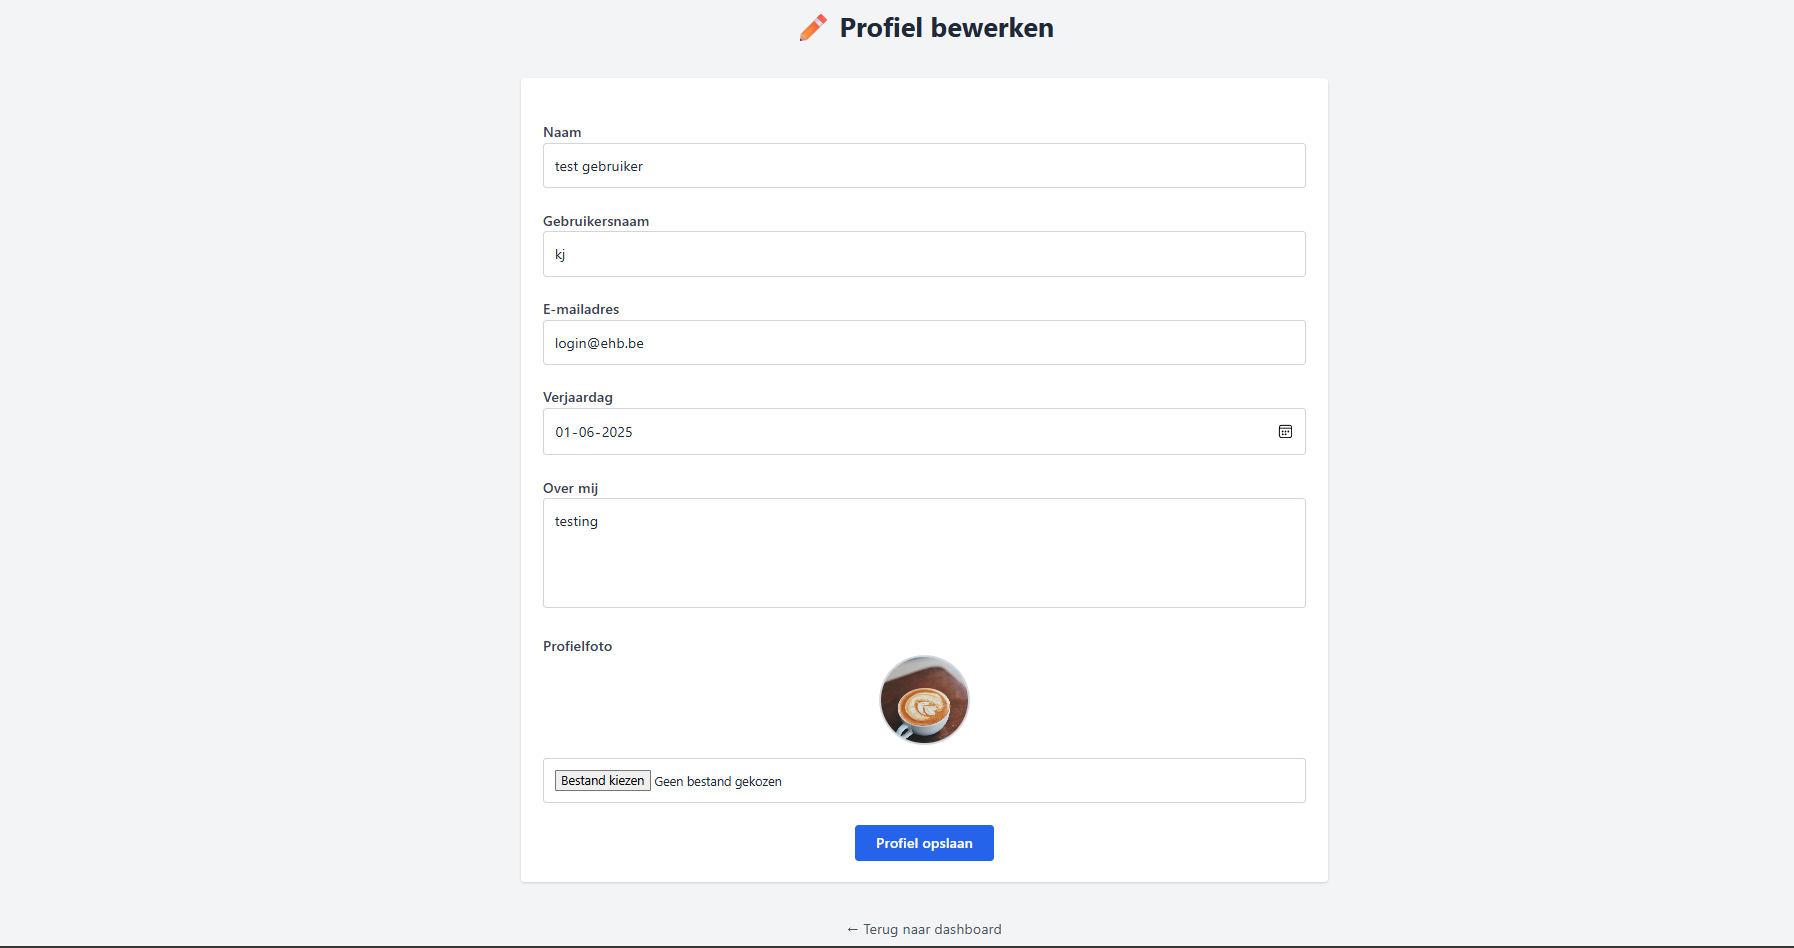 Profiel bewerken
Naam
test gebruiker
Gebruikersnaam
kj
E-mailadres
login@ehb.be
Verjaardag
01-06-2025
Over mij
testing
Profielfoto
Bestand kiezen Geen bestand gekozen
Profiel opslaan
← Terug naar dashboard